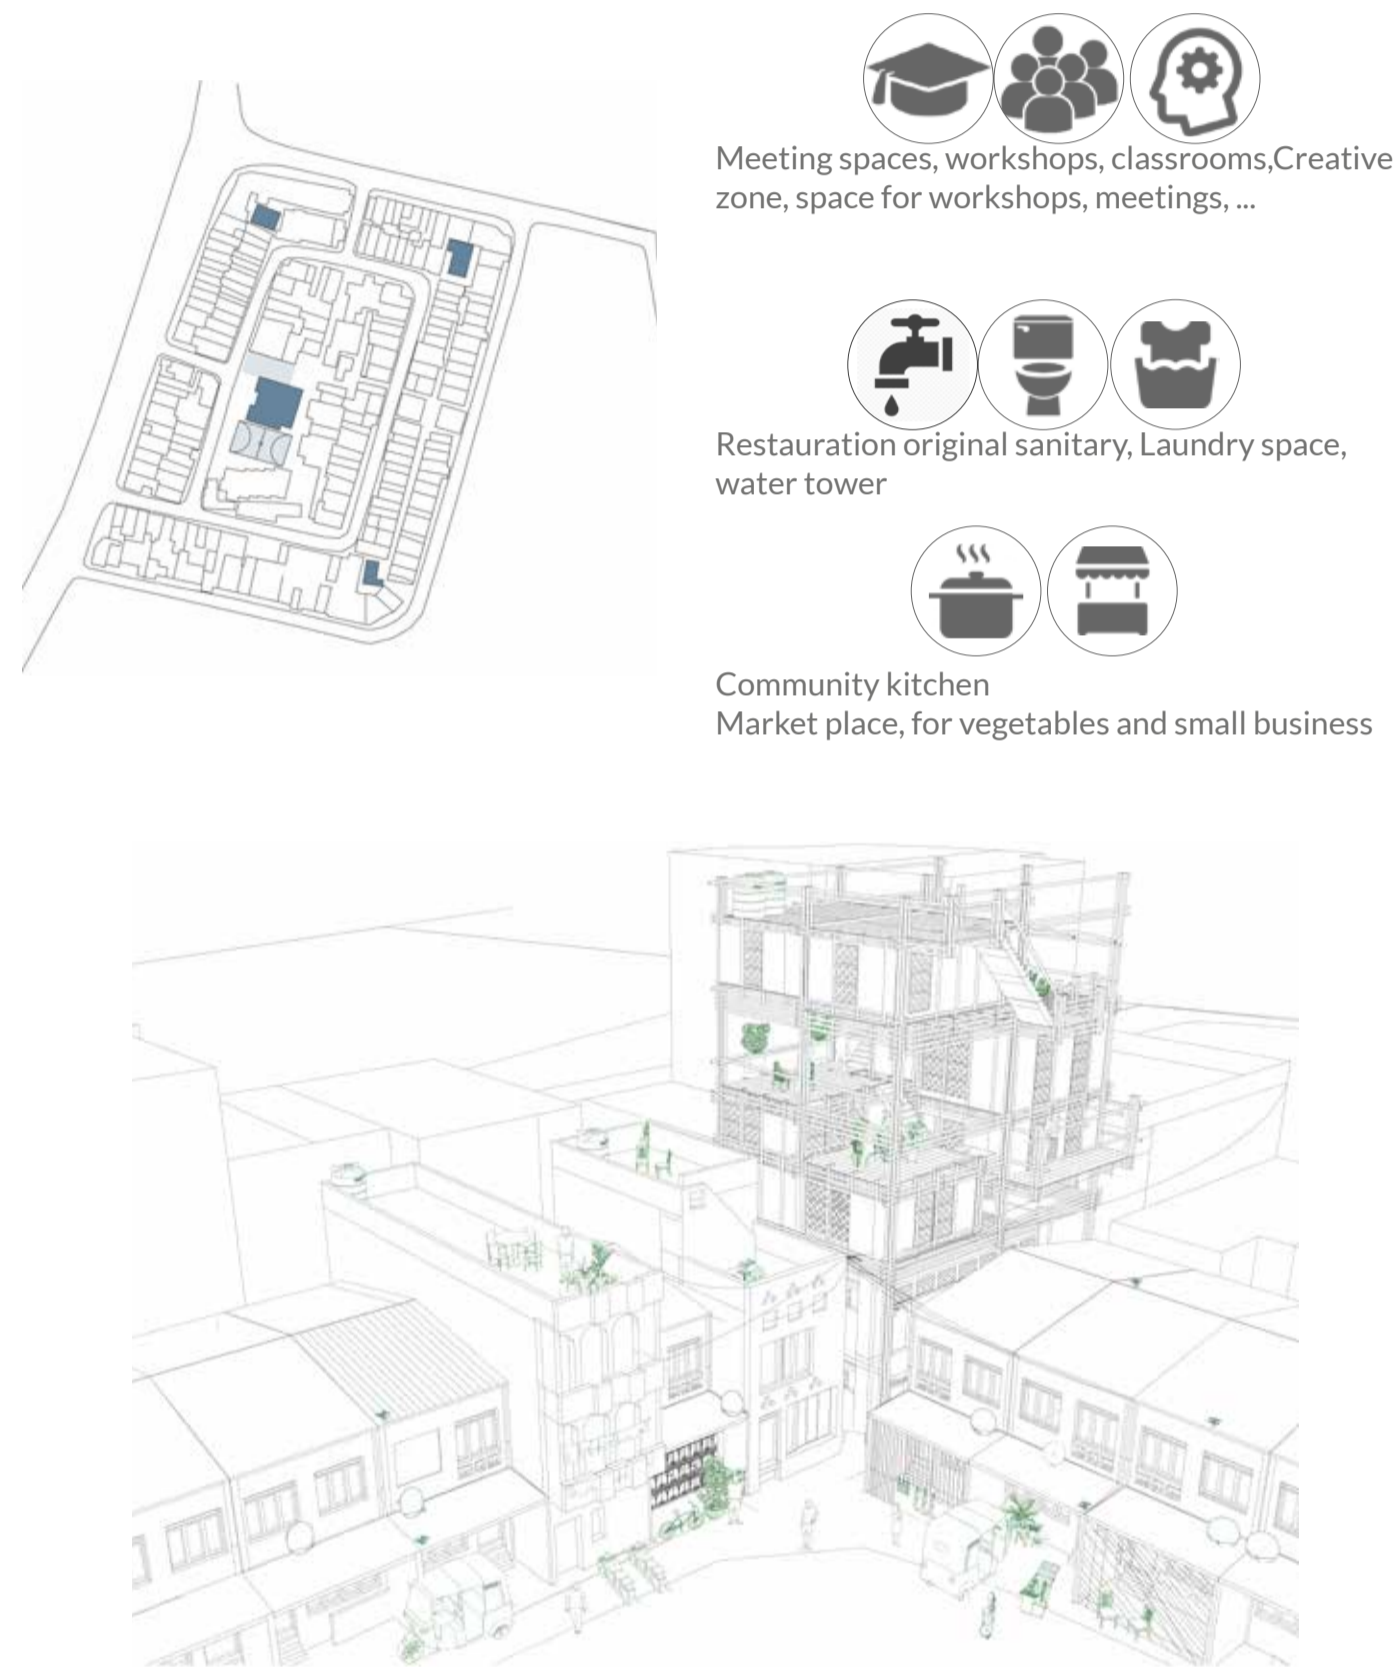 Meeting spaces, workshops, classrooms,Creative
zone, space for workshops, meetings, ...
Restauration original sanitary, Laundry space,
water tower
Community kitchen
Market place, for vegetables and small business